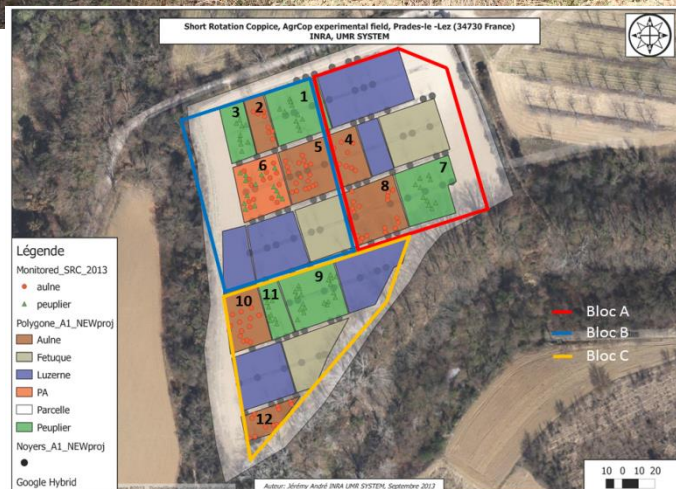 Short Rotation Coppice, AgrCop experimental field, Prades-le -Lez (34730 France)
INRA, UMR SYSTEM
3
2
1
6
5
4
8
7
10
11
9
12
Légende
Monitored_SRC_2013
aulne
peuplier
Polygone_A1_NEWproj
Aulne
Fetuque
Luzerne
PA
Parcelle
Peuplier
Noyers_A1_NEWproj
Google Hybrid
Bloc A
Bloc B
Bloc C
10 0 10 20
Auteur: Jérémy André INRA UMR SYSTEM, Septembre 2013